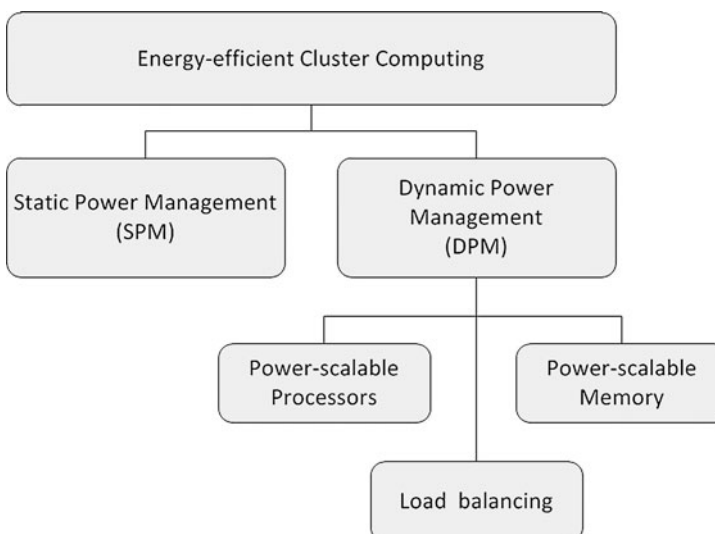 Energy-efficient Cluster Computing
Static Power Management
(SPM)
Dynamic Power
Management
(DPM)
Power-scalable
Processors
Power-scalable
Memory
Load balancing